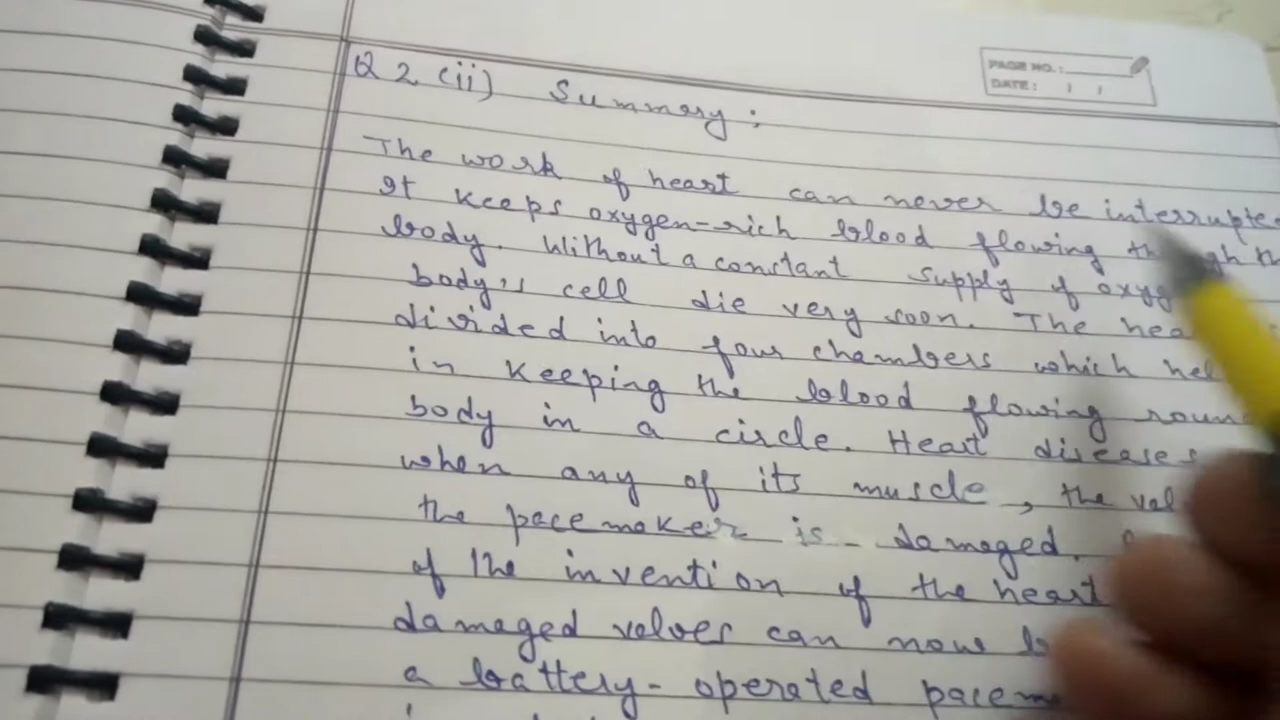 PAGE NO.:
DATE: / /
Q 2 (ii) Summary:
The work of heart can never be
It keeps oxygen-rich blood flowing
body. Without a constant supply of
body's cell die very soon. The
divided into four chambers which
in keeping the blood flowing
body in a circle. Heart
when any of its muscle, the
the pacemaker is damaged.
of the invention of the heart
damaged valves can now
a battery-operated